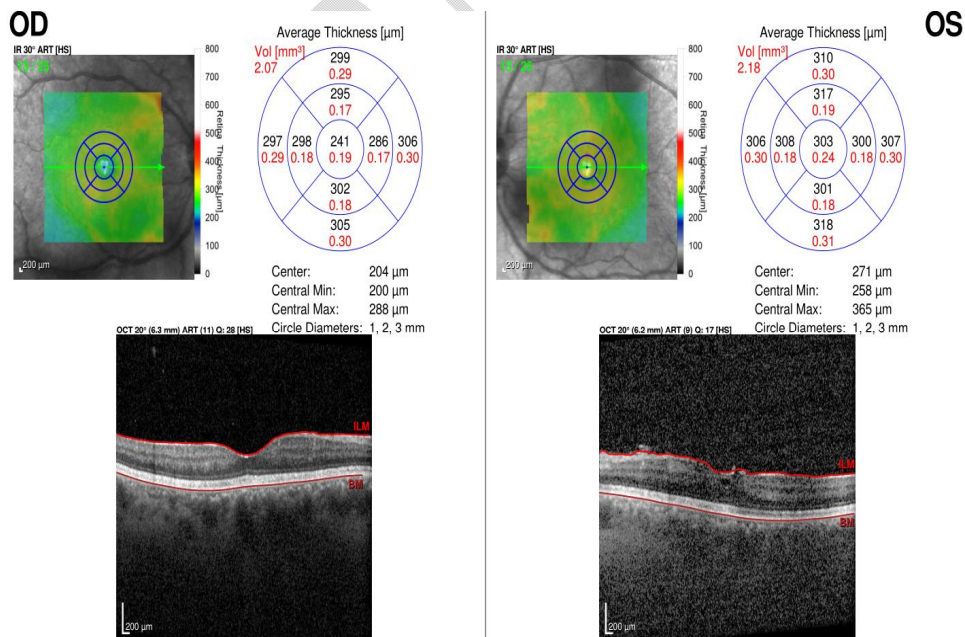 OD
IR 30° ART [HS]
13 / 25
800
700
600
500
400
300
200
100
0
Retina Thickness [µm]
200 µm
Average Thickness [µm]
Vol [mm³]
2.07
299
0.29
295
0.17
297
0.29
298
0.18
241
0.19
286
0.17
306
0.30
302
0.18
305
0.30
Center: 204 µm
Central Min: 200 µm
Central Max: 288 µm
Circle Diameters: 1, 2, 3 mm
OCT 20° (6.3 mm) ART (11) Q: 28 [HS]
ILM
BM
200 µm
OS
IR 30° ART [HS]
13 / 25
800
700
600
500
400
300
200
100
0
Retina Thickness [µm]
200 µm
Average Thickness [µm]
Vol [mm³]
2.18
310
0.30
317
0.19
306
0.30
308
0.18
303
0.24
300
0.18
307
0.30
301
0.18
318
0.31
Center: 271 µm
Central Min: 258 µm
Central Max: 365 µm
Circle Diameters: 1, 2, 3 mm
OCT 20° (6.2 mm) ART (9) Q: 17 [HS]
ILM
BM
200 µm